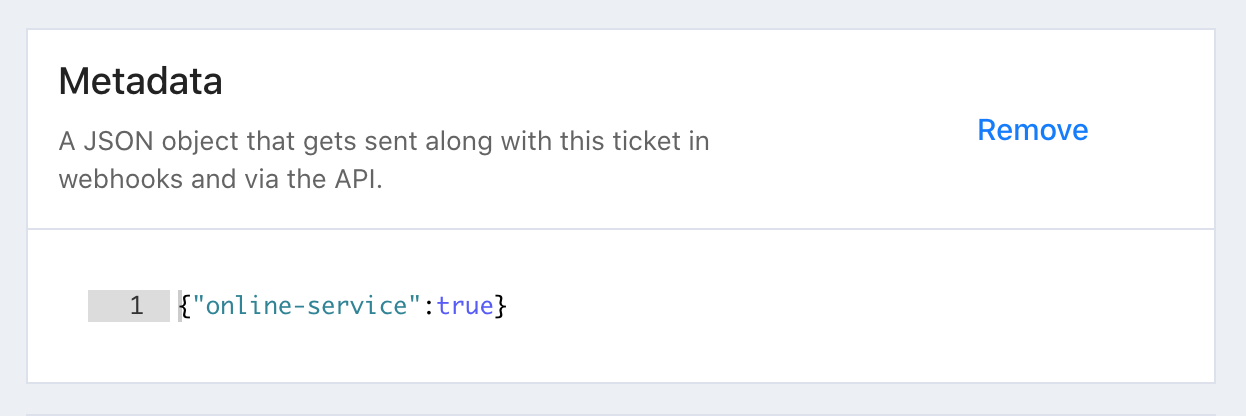 Metadata
A JSON object that gets sent along with this ticket in
webhooks and via the API.
Remove
1 {"online-service":true}